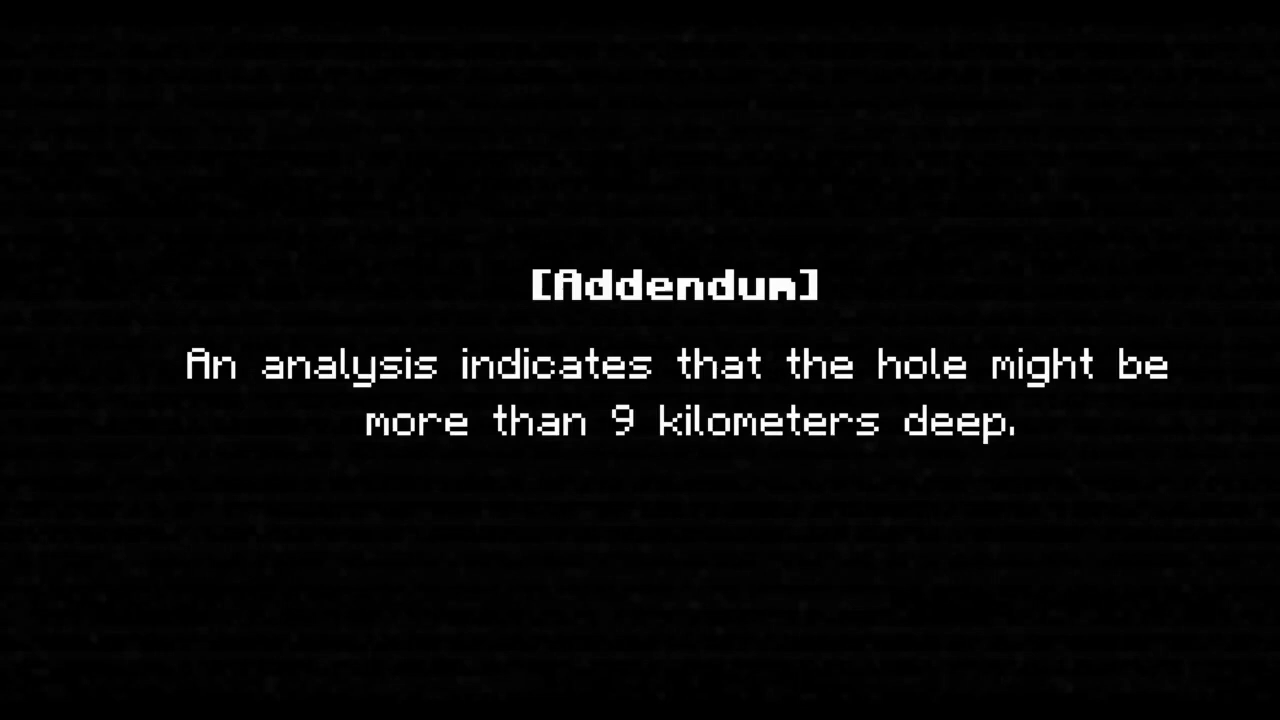 [Addendum]
An analysis indicates that the hole might be
more than 9 kilometers deep.